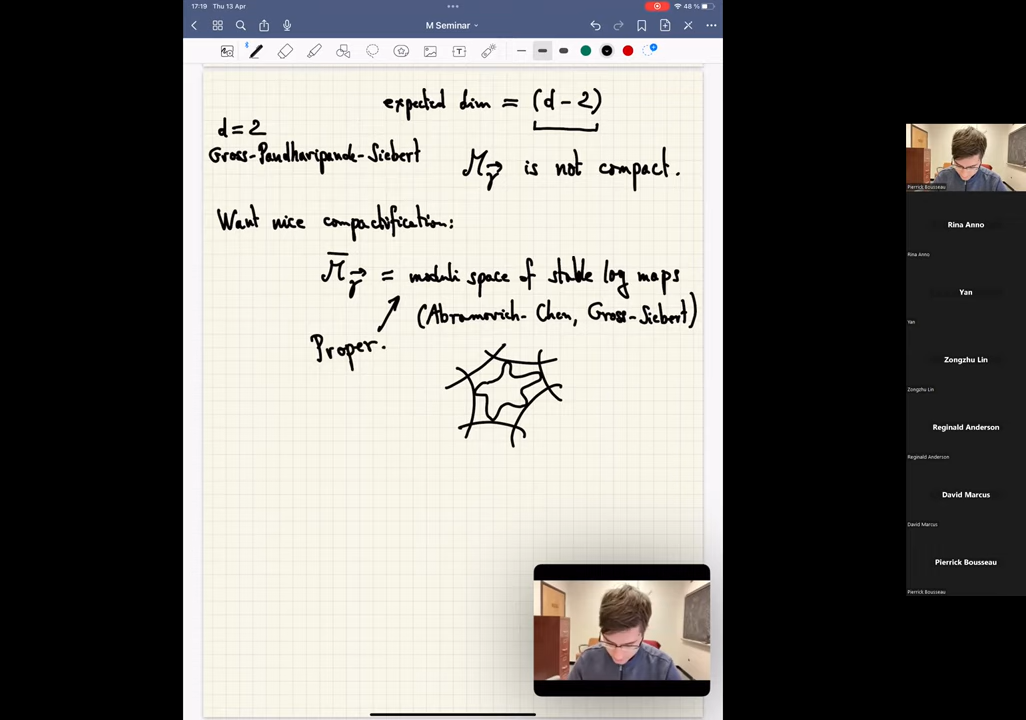 17:19 Thu 13 Apr
48 %
M Seminar
expected dim = (d - 2)
d = 2
Gross-Pandharipande-Siebert
M_γ⃗ is not compact.
Want nice compactification:
M̅_γ⃗ = moduli space of stable log maps
(Abramovich-Chen, Gross-Siebert)
Proper.
Pierrick Bousseau
Rina Anno
Rina Anno
Yan
Yan
Zongzhu Lin
Zongzhu Lin
Reginald Anderson
Reginald Anderson
David Marcus
David Marcus
Pierrick Bousseau
Pierrick Bousseau